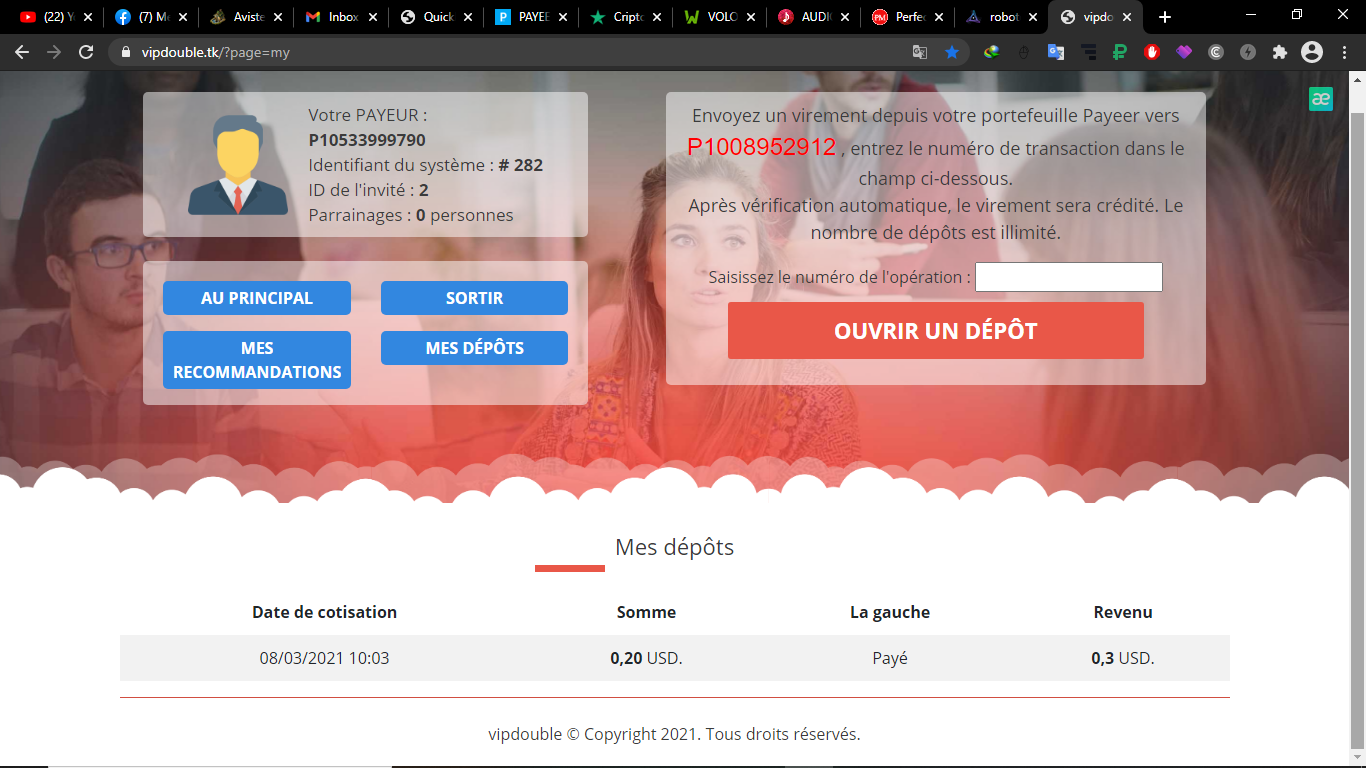 (22) Y
(7) Me
Aviste
Inbox
Quick
PAYEE
Cripto
VOLO
AUDIO
Perfec
robot
vipdo
vipdouble.tk/?page=my
Votre PAYEUR :
P10533999790
Identifiant du système : # 282
ID de l'invité : 2
Parrainages : 0 personnes
AU PRINCIPAL
SORTIR
MES
RECOMMANDATIONS
MES DÉPÔTS
Envoyez un virement depuis votre portefeuille Payeer vers
P1008952912 , entrez le numéro de transaction dans le
champ ci-dessous.
Après vérification automatique, le virement sera crédité. Le
nombre de dépôts est illimité.
Saisissez le numéro de l'opération :
OUVRIR UN DÉPÔT
æ
Mes dépôts
Date de cotisation Somme La gauche Revenu
08/03/2021 10:03 0,20 USD. Payé 0,3 USD.
vipdouble © Copyright 2021. Tous droits réservés.